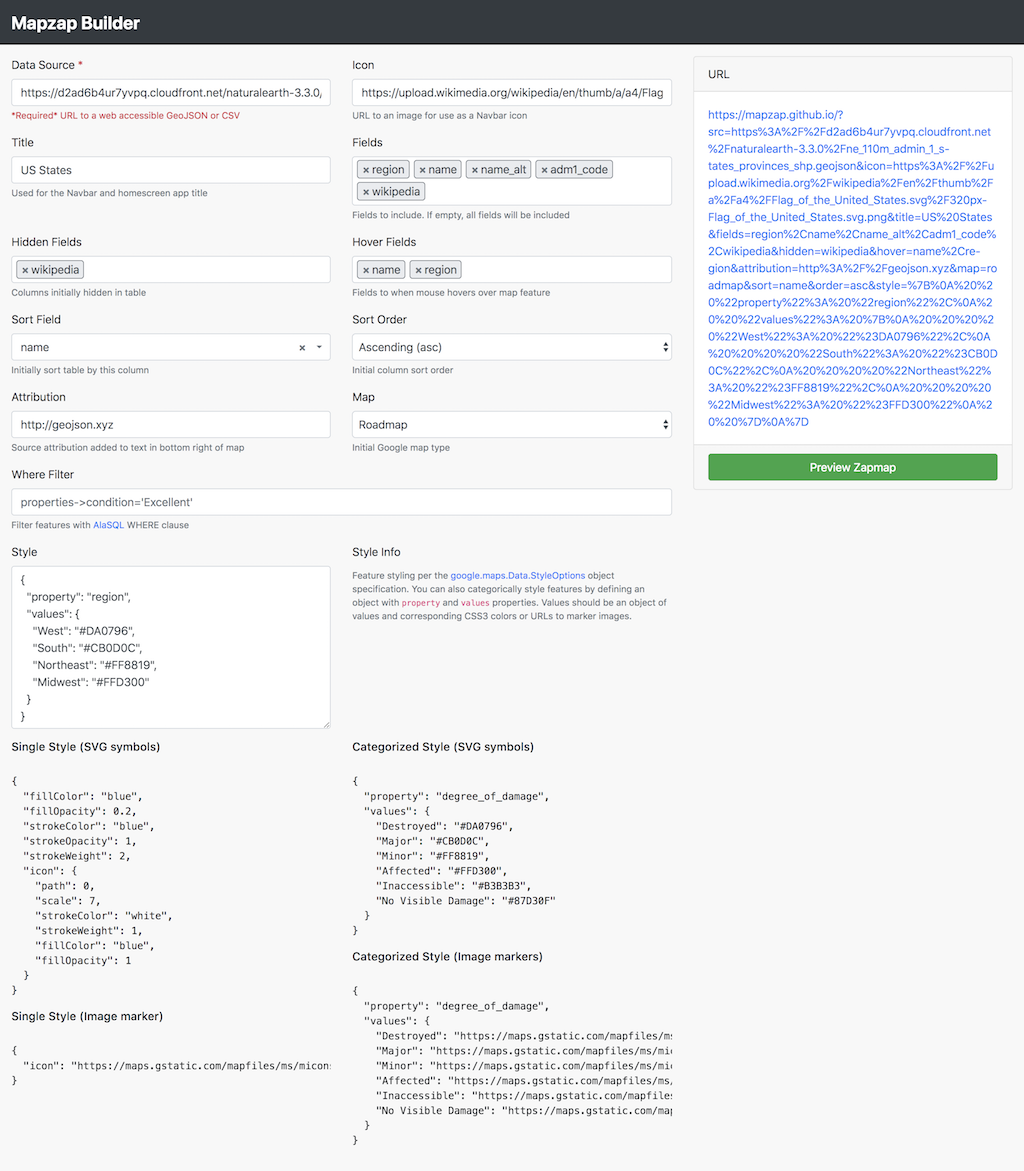 Mapzap Builder
Data Source *
https://d2ad6b4ur7yvpq.cloudfront.net/naturalearth-3.3.0,
*Required* URL to a web accessible GeoJSON or CSV
Icon
https://upload.wikimedia.org/wikipedia/en/thumb/a/a4/Flag
URL to an image for use as a Navbar icon
Title
US States
Used for the Navbar and homescreen app title
Fields
× region × name × name_alt × adm1_code
× wikipedia
Fields to include. If empty, all fields will be included
Hidden Fields
× wikipedia
Columns initially hidden in table
Hover Fields
× name × region
Fields to when mouse hovers over map feature
Sort Field
name ×
Initially sort table by this column
Sort Order
Ascending (asc)
Initial column sort order
Attribution
http://geojson.xyz
Source attribution added to text in bottom right of map
Map
Roadmap
Initial Google map type
Where Filter
properties->condition='Excellent'
Filter features with AlaSQL WHERE clause
Style
{
"property": "region",
"values": {
"West": "#DA0796",
"South": "#CB0D0C",
"Northeast": "#FF8819",
"Midwest": "#FFD300"
}
}
Style Info
Feature styling per the google.maps.Data.StyleOptions object
specification. You can also categorically style features by defining an
object with property and values properties. Values should be an object of
values and corresponding CSS3 colors or URLs to marker images.
Single Style (SVG symbols)
{
"fillColor": "blue",
"fillOpacity": 0.2,
"strokeColor": "blue",
"strokeOpacity": 1,
"strokeWeight": 2,
"icon": {
"path": 0,
"scale": 7,
"strokeColor": "white",
"strokeWeight": 1,
"fillColor": "blue",
"fillOpacity": 1
}
}
Single Style (Image marker)
{
"icon": "https://maps.gstatic.com/mapfiles/ms/micons
}
Categorized Style (SVG symbols)
{
"property": "degree_of_damage",
"values": {
"Destroyed": "#DA0796",
"Major": "#CB0D0C",
"Minor": "#FF8819",
"Affected": "#FFD300",
"Inaccessible": "#B3B3B3",
"No Visible Damage": "#87D30F"
}
}
Categorized Style (Image markers)
{
"property": "degree_of_damage",
"values": {
"Destroyed": "https://maps.gstatic.com/mapfiles/ms
"Major": "https://maps.gstatic.com/mapfiles/ms/mic
"Minor": "https://maps.gstatic.com/mapfiles/ms/mic
"Affected": "https://maps.gstatic.com/mapfiles/ms/
"Inaccessible": "https://maps.gstatic.com/mapfiles
"No Visible Damage": "https://maps.gstatic.com/map
}
}
URL
https://mapzap.github.io/?
src=https%3A%2F%2Fd2ad6b4ur7yvpq.cloudfront.net
%2Fnaturalearth-3.3.0%2Fne_110m_admin_1_s-
tates_provinces_shp.geojson&icon=https%3A%2F%2Fu
pload.wikimedia.org%2Fwikipedia%2Fen%2Fthumb%2F
a%2Fa4%2FFlag_of_the_United_States.svg%2F320px-
Flag_of_the_United_States.svg.png&title=US%20States
&fields=region%2Cname%2Cname_alt%2Cadm1_code%
2Cwikipedia&hidden=wikipedia&hover=name%2Cre-
gion&attribution=http%3A%2F%2Fgeojson.xyz&map=ro
admap&sort=name&order=asc&style=%7B%0A%20%20
%22property%22%3A%20%22region%22%2C%0A%2
0%20%22values%22%3A%20%7B%0A%20%20%20%2
0%22West%22%3A%20%22%23DA0796%22%2C%0A
%20%20%20%20%22South%22%3A%20%22%23CB0D
0C%22%2C%0A%20%20%20%20%22Northeast%22%
3A%20%22%23FF8819%22%2C%0A%20%20%20%20
%22Midwest%22%3A%20%22%23FFD300%22%0A%2
0%20%7D%0A%7D
Preview Zapmap